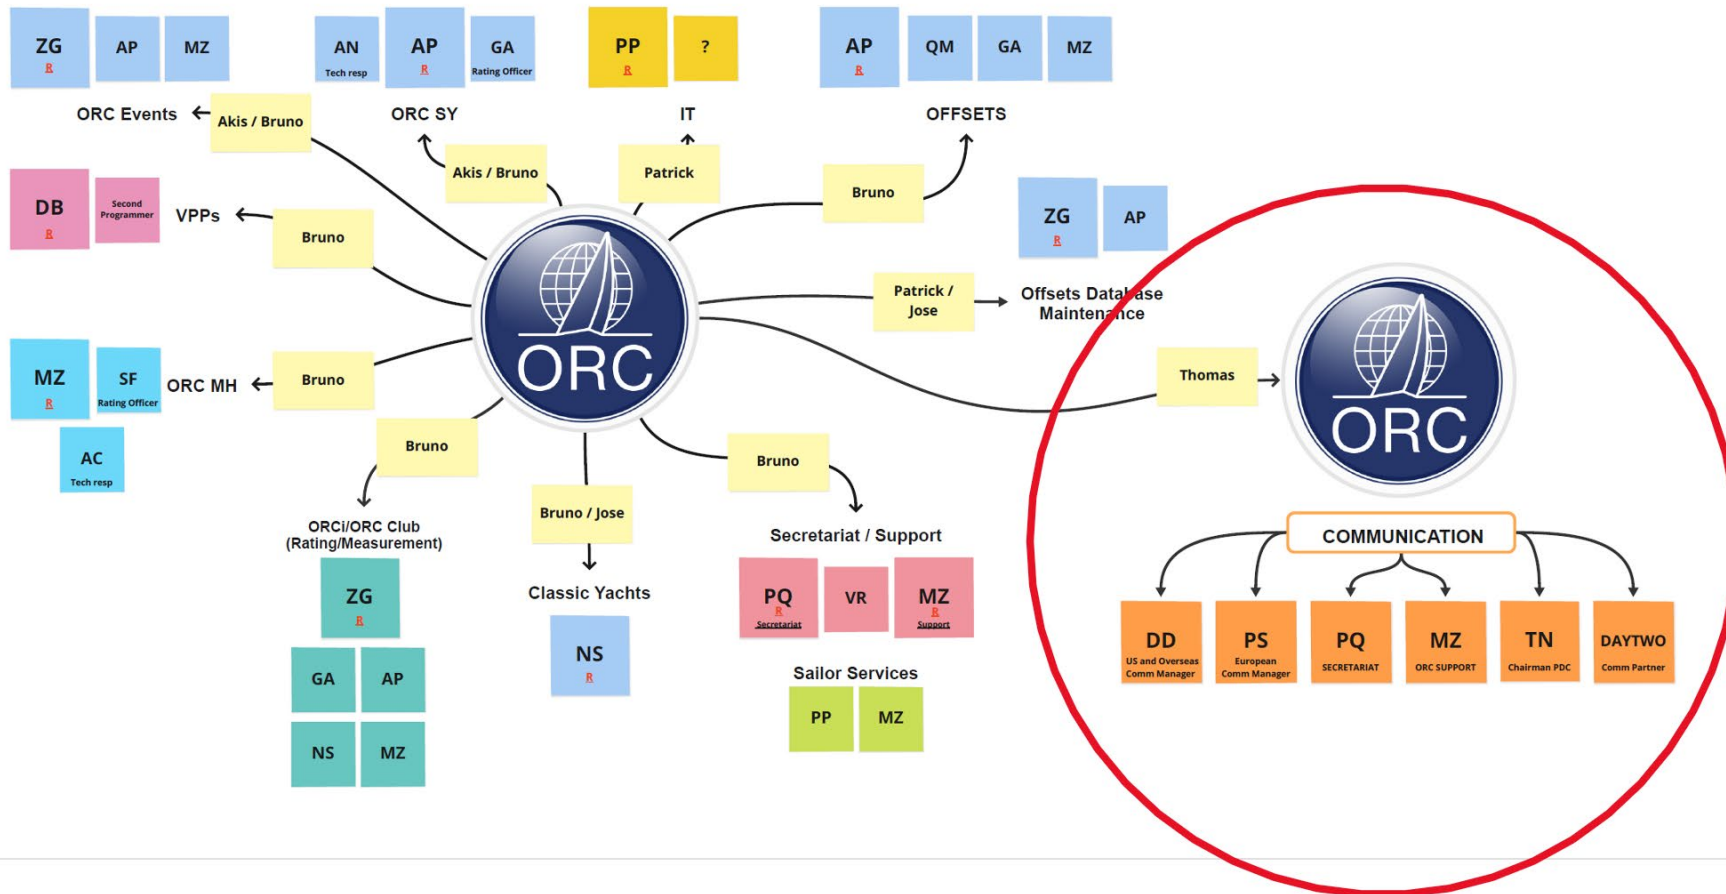 ZG
R
AP
MZ
ORC Events
Akis / Bruno
AN
Tech resp
AP
R
GA
Rating Officer
ORC SY
Akis / Bruno
PP
R
?
IT
Patrick
AP
R
QM
GA
MZ
OFFSETS
Bruno
DB
R
Second
Programmer
VPPs
Bruno
ZG
R
AP
Patrick /
Jose
Offsets Database
Maintenance
ORC
MZ
R
SF
Rating Officer
AC
Tech resp
ORC MH
Bruno
Bruno
ORCi/ORC Club
(Rating/Measurement)
ZG
R
GA
AP
NS
MZ
Bruno / Jose
Classic Yachts
NS
R
Bruno
Secretariat / Support
PQ
R
Secretariat
VR
MZ
R
Support
Sailor Services
PP
MZ
Thomas
ORC
COMMUNICATION
DD
US and Overseas
Comm Manager
PS
European
Comm Manager
PQ
SECRETARIAT
MZ
ORC SUPPORT
TN
Chairman PDC
DAYTWO
Comm Partner